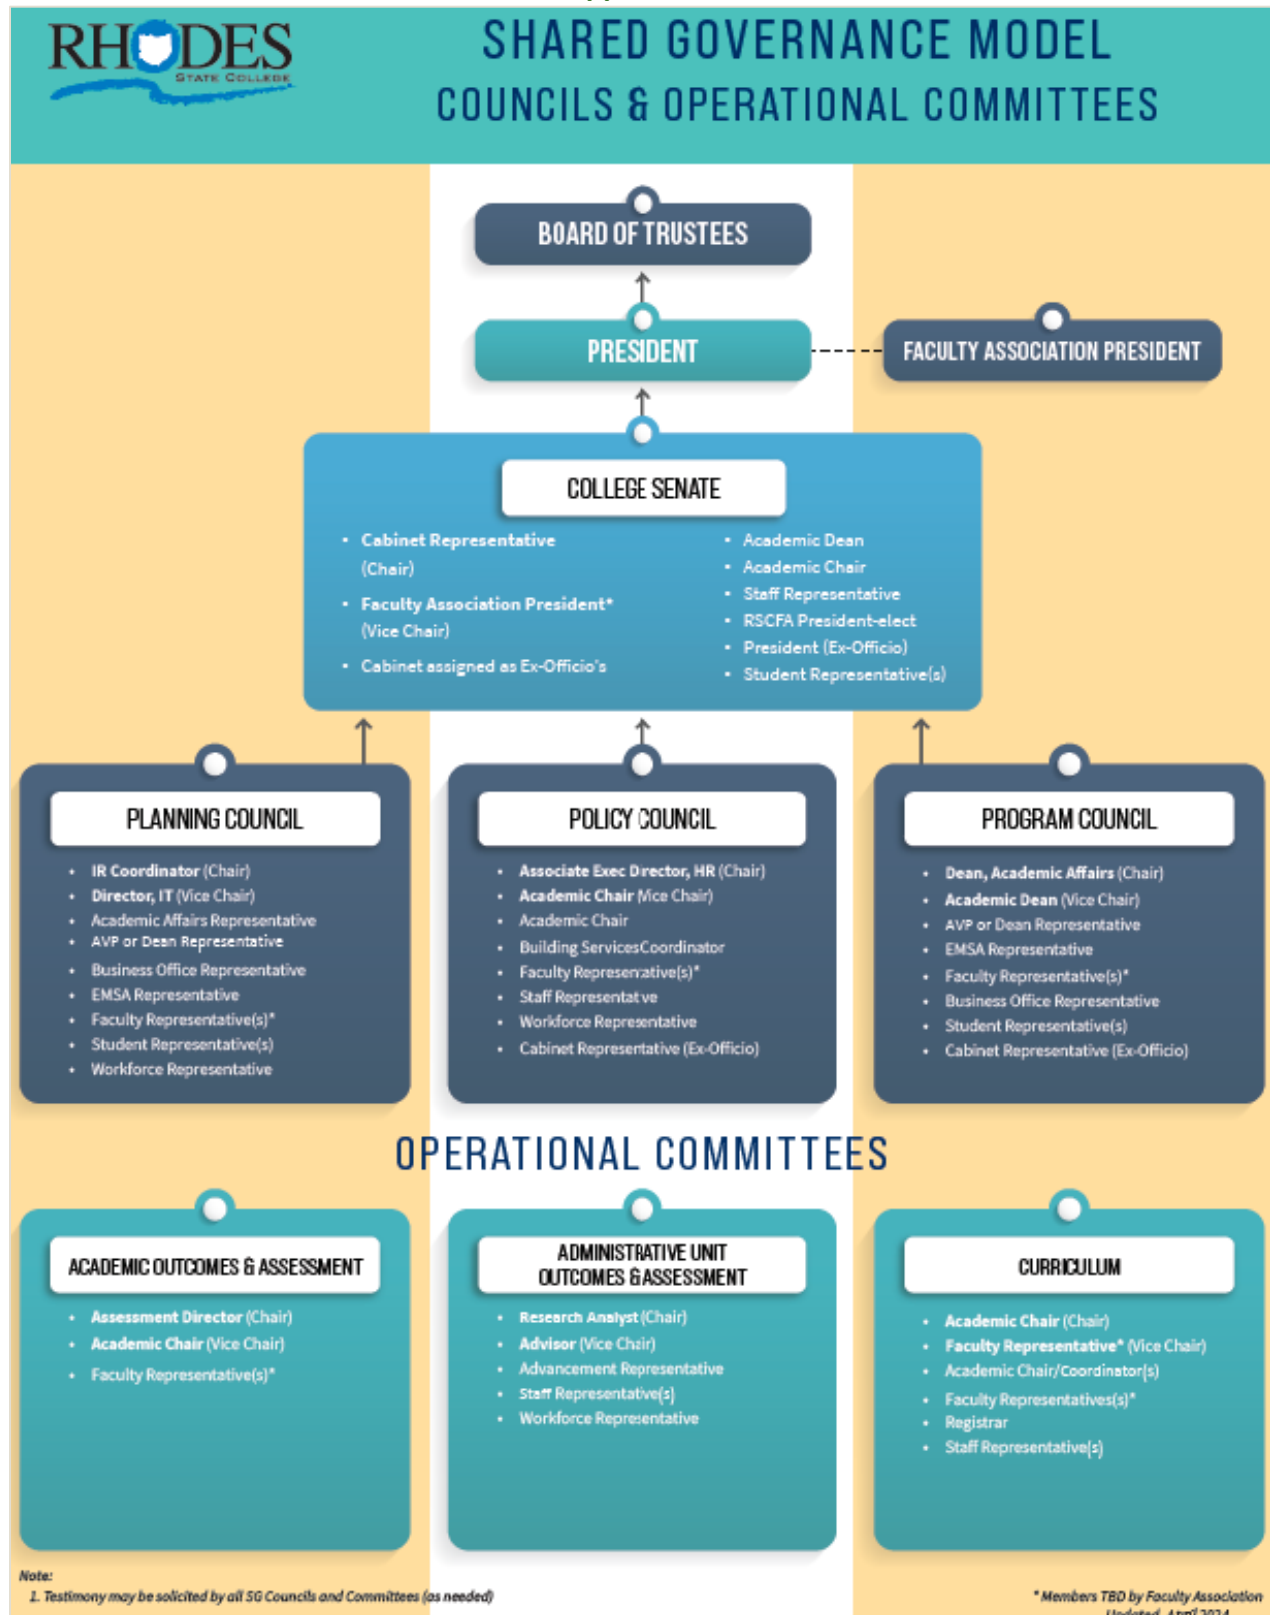 RHODES
STATE COLLEGE
SHARED GOVERNANCE MODEL
COUNCILS & OPERATIONAL COMMITTEES
BOARD OF TRUSTEES
PRESIDENT
FACULTY ASSOCIATION PRESIDENT
COLLEGE SENATE
• Cabinet Representative
(Chair)
• Faculty Association President*
(Vice Chair)
• Cabinet assigned as Ex-Officio's
• Academic Dean
• Academic Chair
• Staff Representative
• RSCFA President-elect
• President (Ex-Officio)
• Student Representative(s)
PLANNING COUNCIL
• IR Coordinator (Chair)
• Director, IT (Vice Chair)
• Academic Affairs Representative
• AVP or Dean Representative
• Business Office Representative
• EMSA Representative
• Faculty Representative(s)*
• Student Representative(s)
• Workforce Representative
POLICY COUNCIL
• Associate Exec Director, HR (Chair)
• Academic Chair (Vice Chair)
• Academic Chair
• Building Services Coordinator
• Faculty Representative(s)*
• Staff Representative
• Workforce Representative
• Cabinet Representative (Ex-Officio)
PROGRAM COUNCIL
• Dean, Academic Affairs (Chair)
• Academic Dean (Vice Chair)
• AVP or Dean Representative
• EMSA Representative
• Faculty Representative(s)*
• Business Office Representative
• Student Representative(s)
• Cabinet Representative (Ex-Officio)
OPERATIONAL COMMITTEES
ACADEMIC OUTCOMES & ASSESSMENT
• Assessment Director (Chair)
• Academic Chair (Vice Chair)
• Faculty Representative(s)*
ADMINISTRATIVE UNIT
OUTCOMES & ASSESSMENT
• Research Analyst (Chair)
• Advisor (Vice Chair)
• Advancement Representative
• Staff Representative(s)
• Workforce Representative
CURRICULUM
• Academic Chair (Chair)
• Faculty Representative* (Vice Chair)
• Academic Chair/Coordinator(s)
• Faculty Representatives(s)*
• Registrar
• Staff Representative(s)
Note:
1. Testimony may be solicited by all SG Councils and Committees (as needed)
* Members TBD by Faculty Association
Updated, April 2024